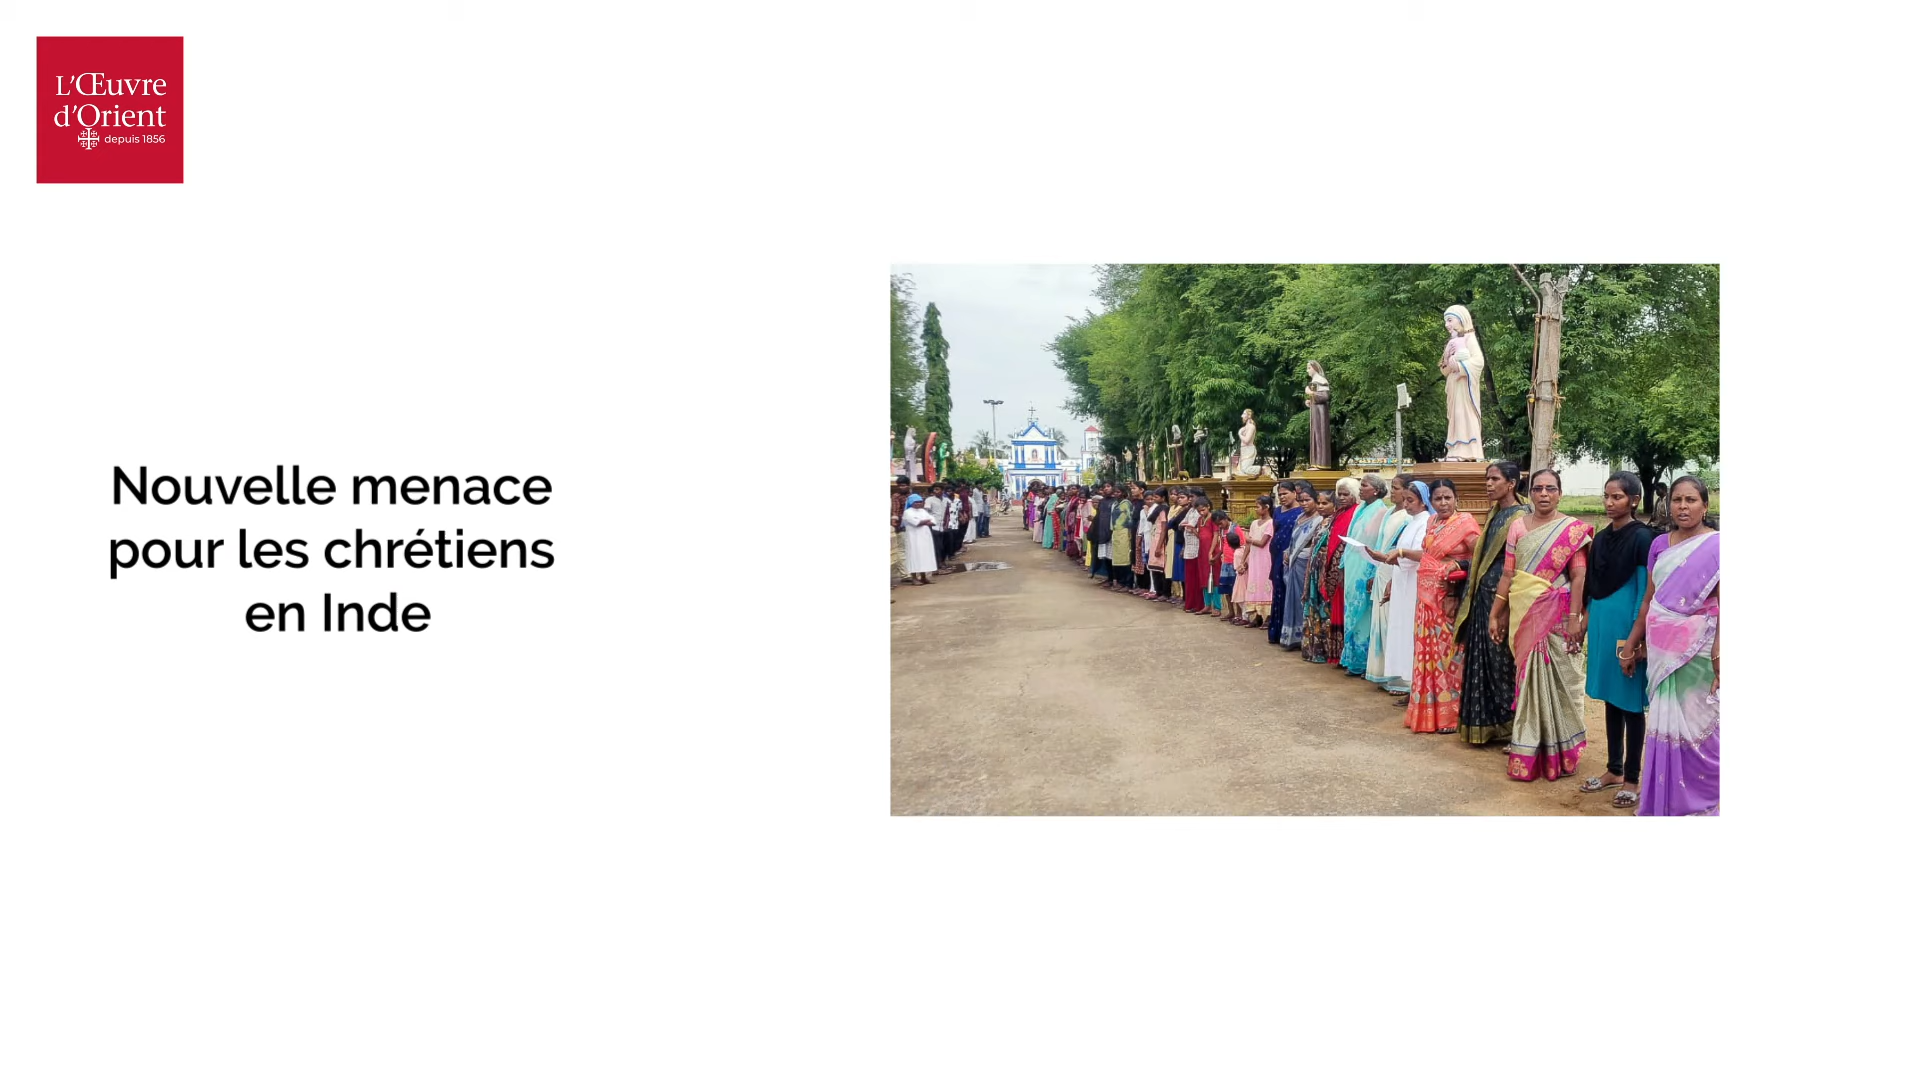 L'Œuvre
d'Orient
depuis 1856
Nouvelle menace
pour les chrétiens
en Inde